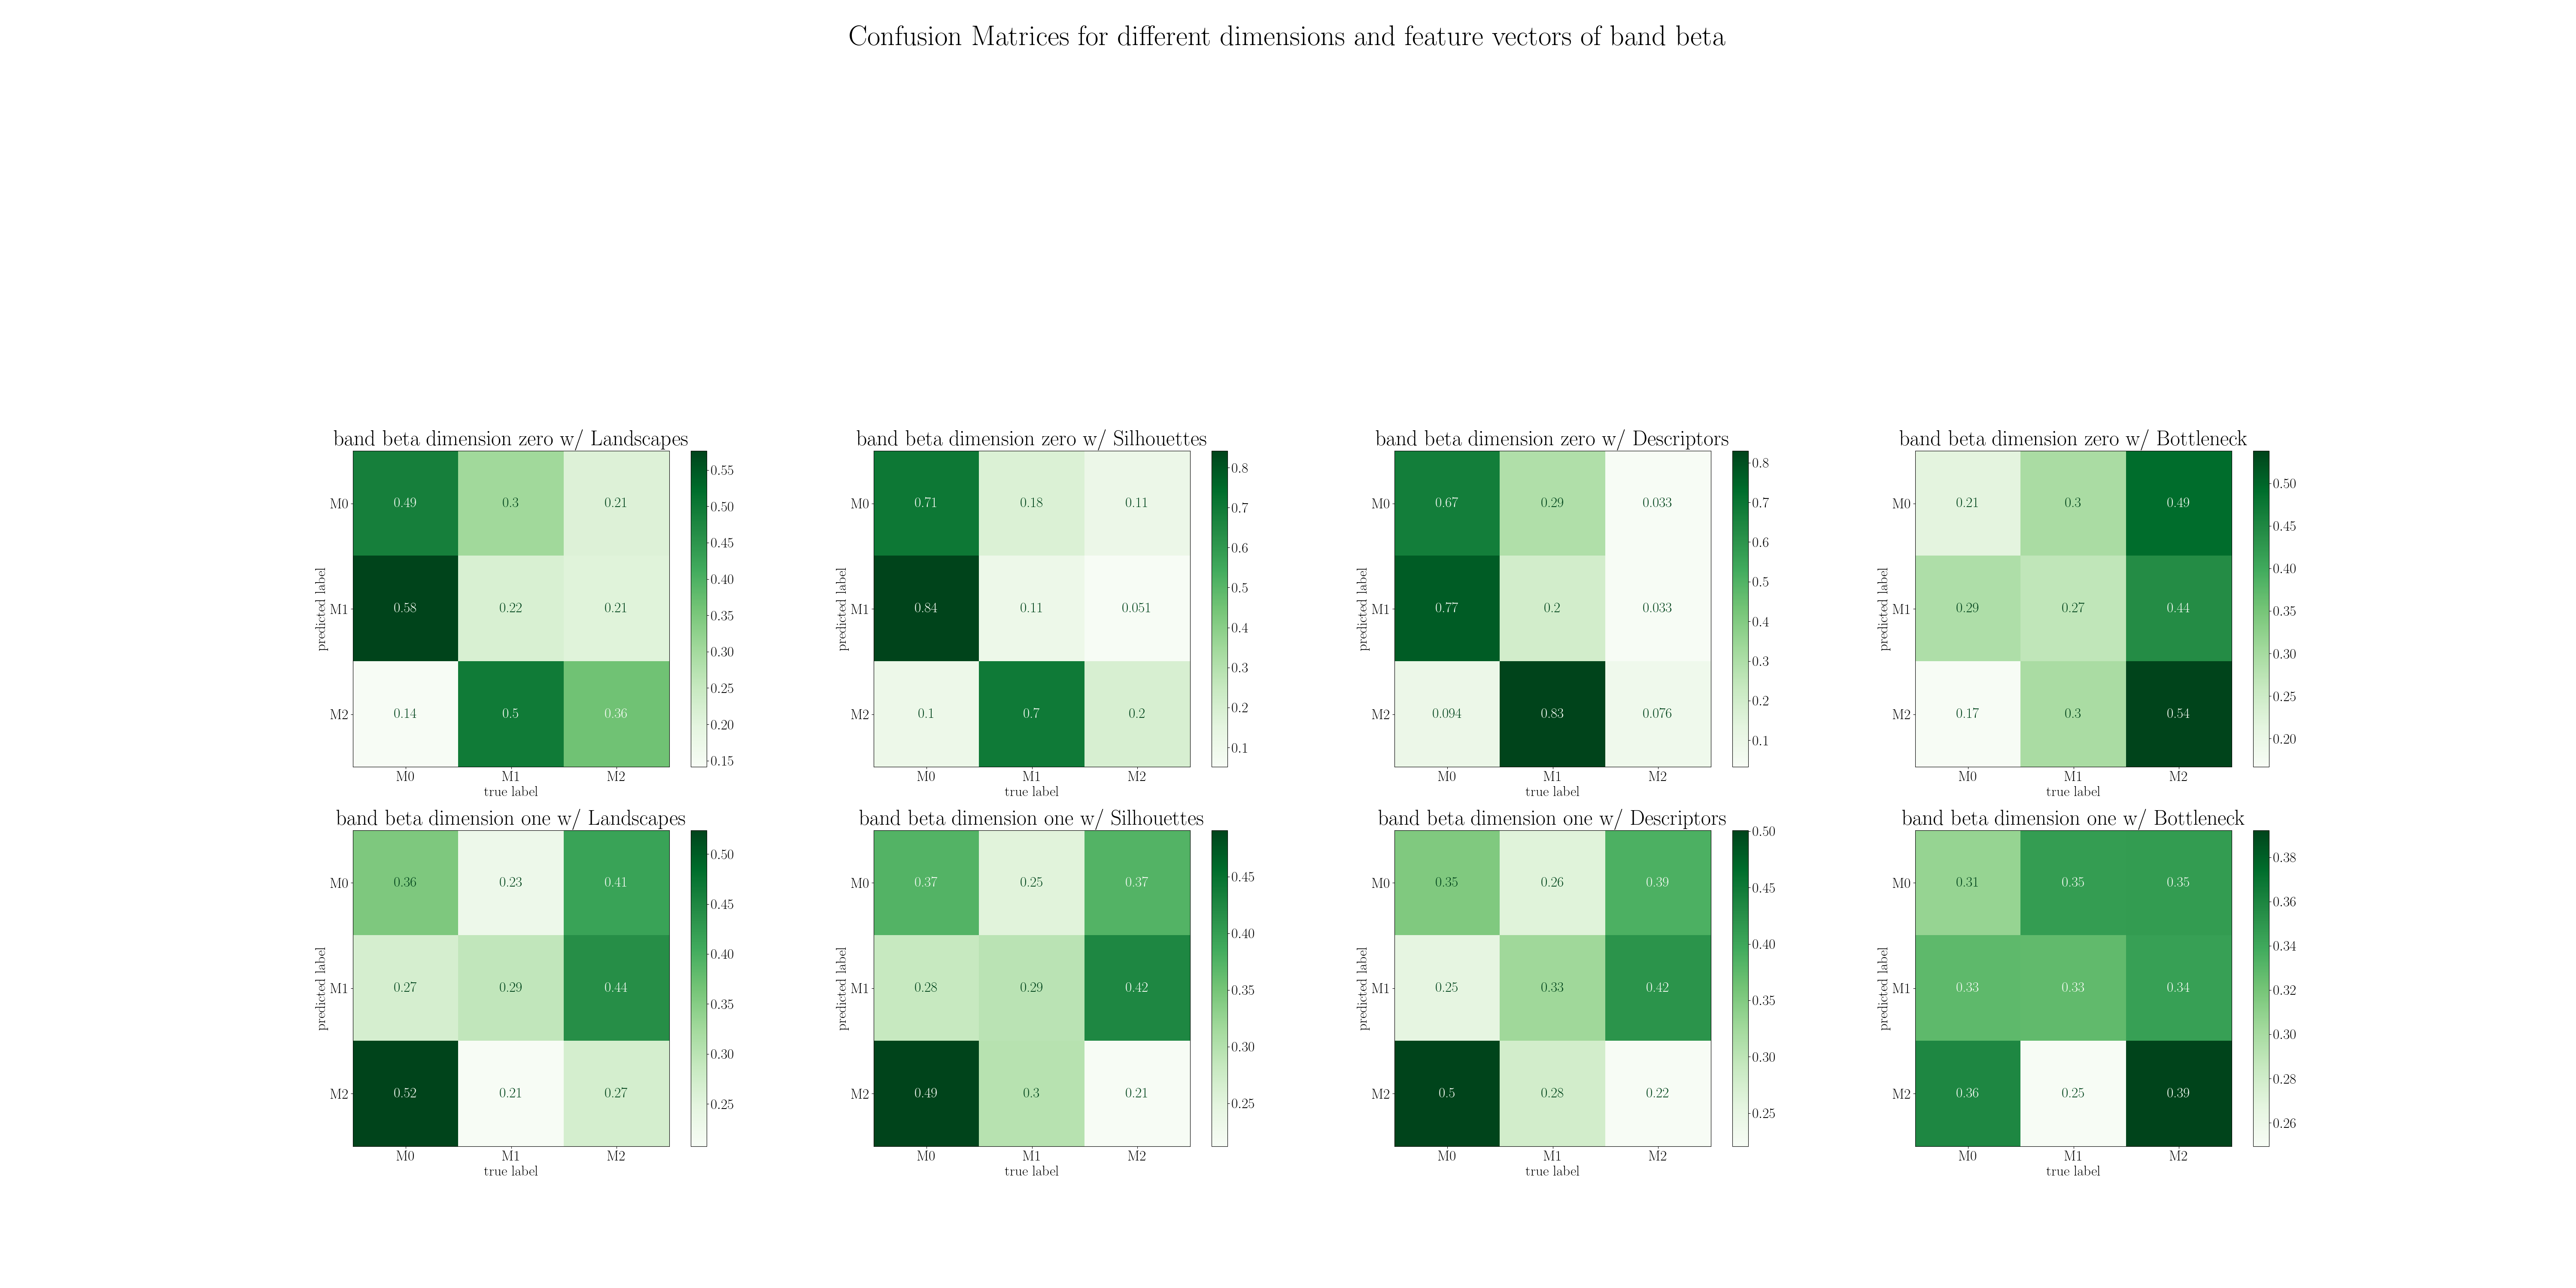 Confusion Matrices for different dimensions and feature vectors of band beta
band beta dimension zero w/ Landscapes
M0 0.49 0.3 0.21
M1 0.58 0.22 0.21
M2 0.14 0.5 0.36
M0 M1 M2
true label
predicted label
0.55
0.50
0.45
0.40
0.35
0.30
0.25
0.20
0.15
band beta dimension zero w/ Silhouettes
M0 0.71 0.18 0.11
M1 0.84 0.11 0.051
M2 0.1 0.7 0.2
M0 M1 M2
true label
predicted label
0.8
0.7
0.6
0.5
0.4
0.3
0.2
0.1
band beta dimension zero w/ Descriptors
M0 0.67 0.29 0.033
M1 0.77 0.2 0.033
M2 0.094 0.83 0.076
M0 M1 M2
true label
predicted label
0.8
0.7
0.6
0.5
0.4
0.3
0.2
0.1
band beta dimension zero w/ Bottleneck
M0 0.21 0.3 0.49
M1 0.29 0.27 0.44
M2 0.17 0.3 0.54
M0 M1 M2
true label
predicted label
0.50
0.45
0.40
0.35
0.30
0.25
0.20
band beta dimension one w/ Landscapes
M0 0.36 0.23 0.41
M1 0.27 0.29 0.44
M2 0.52 0.21 0.27
M0 M1 M2
true label
predicted label
0.50
0.45
0.40
0.35
0.30
0.25
band beta dimension one w/ Silhouettes
M0 0.37 0.25 0.37
M1 0.28 0.29 0.42
M2 0.49 0.3 0.21
M0 M1 M2
true label
predicted label
0.45
0.40
0.35
0.30
0.25
band beta dimension one w/ Descriptors
M0 0.35 0.26 0.39
M1 0.25 0.33 0.42
M2 0.5 0.28 0.22
M0 M1 M2
true label
predicted label
0.50
0.45
0.40
0.35
0.30
0.25
band beta dimension one w/ Bottleneck
M0 0.31 0.35 0.35
M1 0.33 0.33 0.34
M2 0.36 0.25 0.39
M0 M1 M2
true label
predicted label
0.38
0.36
0.34
0.32
0.30
0.28
0.26